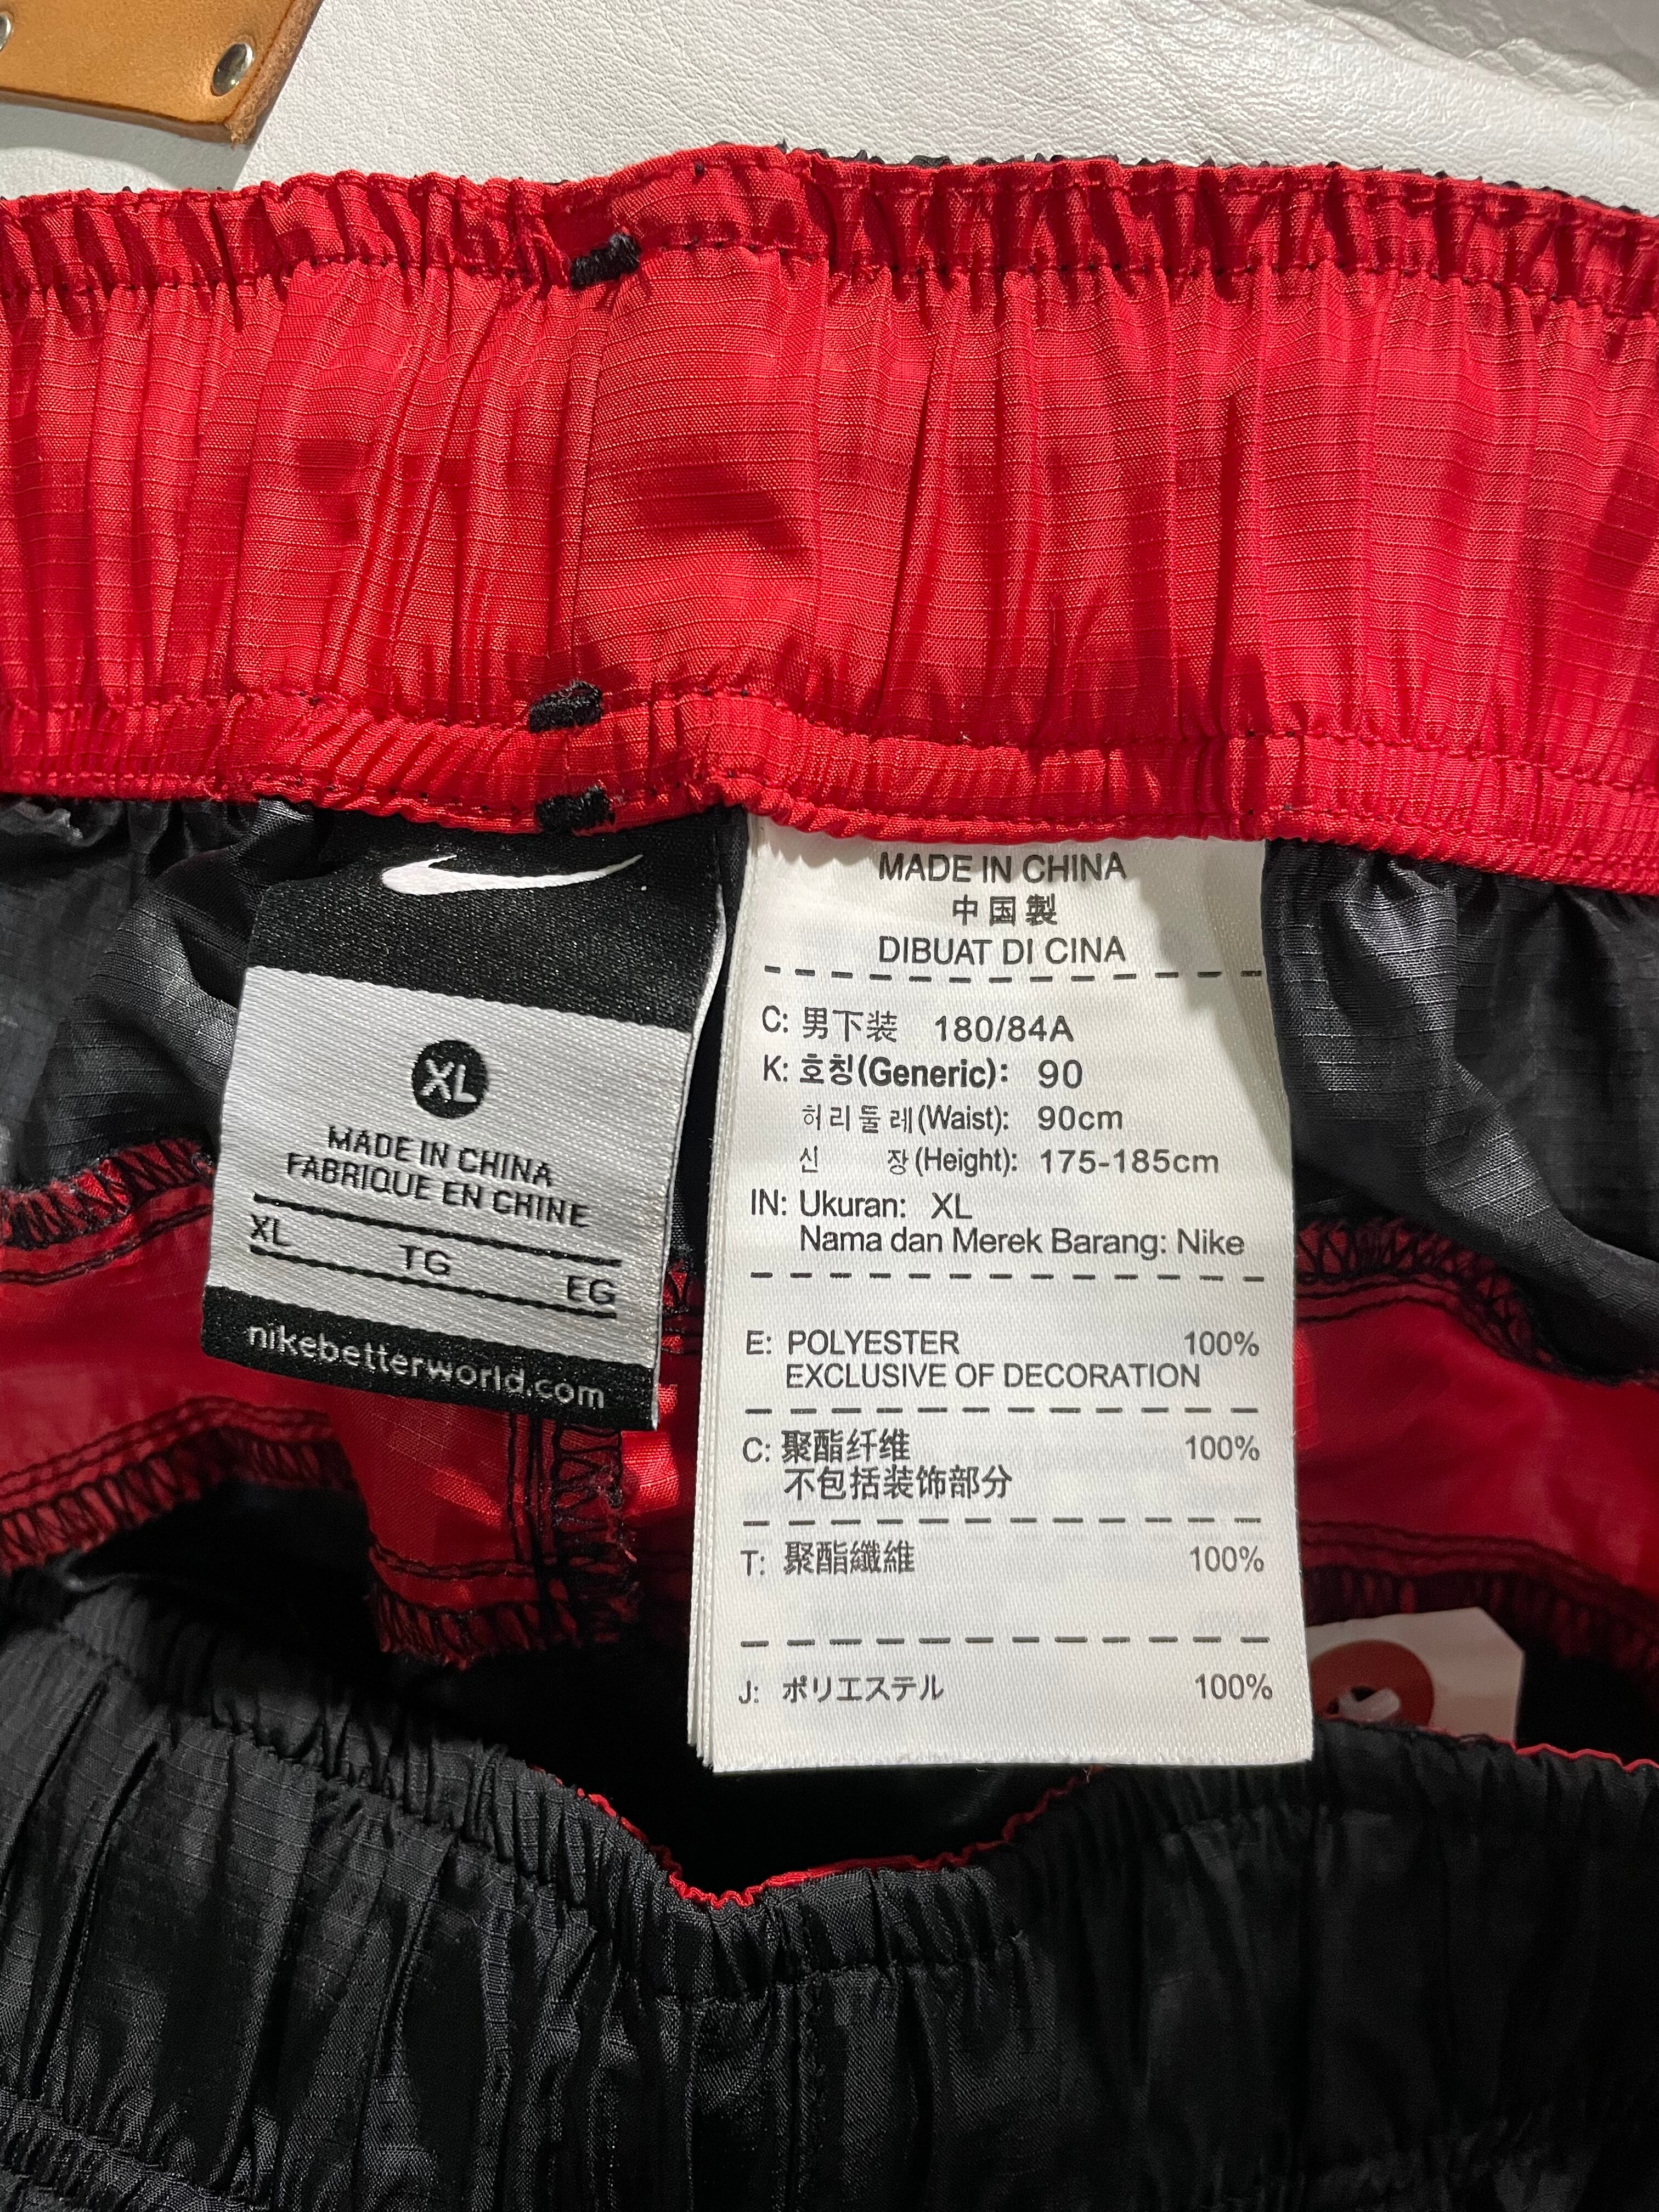 XL
MADE IN CHINA
FABRIQUE EN CHINE
XL TG EG
nikebetterworld.com
MADE IN CHINA
中国製
DIBUAT DI CINA
C: 男下装 180/84A
K: 호칭(Generic): 90
허리둘레(Waist): 90cm
신 장(Height): 175-185cm
IN: Ukuran: XL
Nama dan Merek Barang: Nike
E: POLYESTER 100%
EXCLUSIVE OF DECORATION
C: 聚酯纤维 100%
不包括装饰部分
T: 聚酯纖維 100%
J: ポリエステル 100%